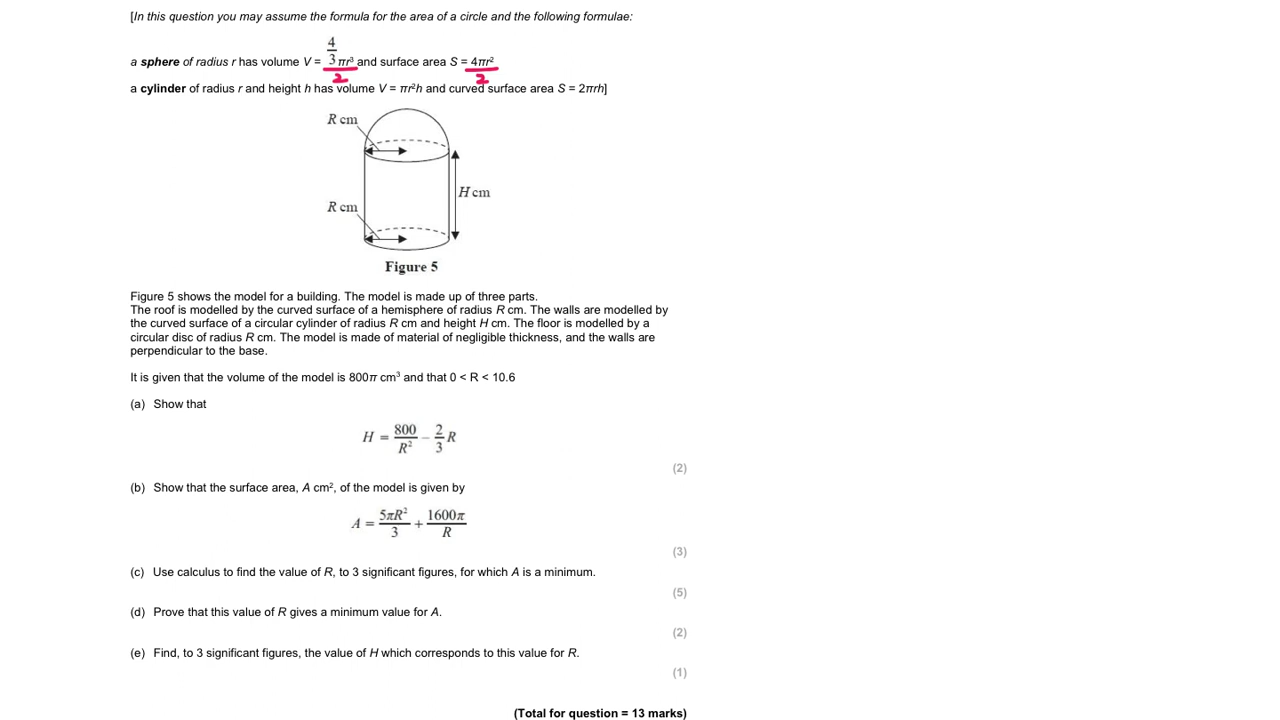 [In this question you may assume the formula for the area of a circle and the following formulae:
a sphere of radius r has volume V = 4/3 πr³ and surface area S = 4πr²
2 2
a cylinder of radius r and height h has volume V = πr²h and curved surface area S = 2πrh]
R cm
H cm
R cm
Figure 5
Figure 5 shows the model for a building. The model is made up of three parts.
The roof is modelled by the curved surface of a hemisphere of radius R cm. The walls are modelled by
the curved surface of a circular cylinder of radius R cm and height H cm. The floor is modelled by a
circular disc of radius R cm. The model is made of material of negligible thickness, and the walls are
perpendicular to the base.
It is given that the volume of the model is 800π cm³ and that 0 < R < 10.6
(a) Show that
H = 800/R² – 2/3 R
(2)
(b) Show that the surface area, A cm², of the model is given by
A = 5πR²/3 + 1600π/R
(3)
(c) Use calculus to find the value of R, to 3 significant figures, for which A is a minimum.
(5)
(d) Prove that this value of R gives a minimum value for A.
(2)
(e) Find, to 3 significant figures, the value of H which corresponds to this value for R.
(1)
(Total for question = 13 marks)